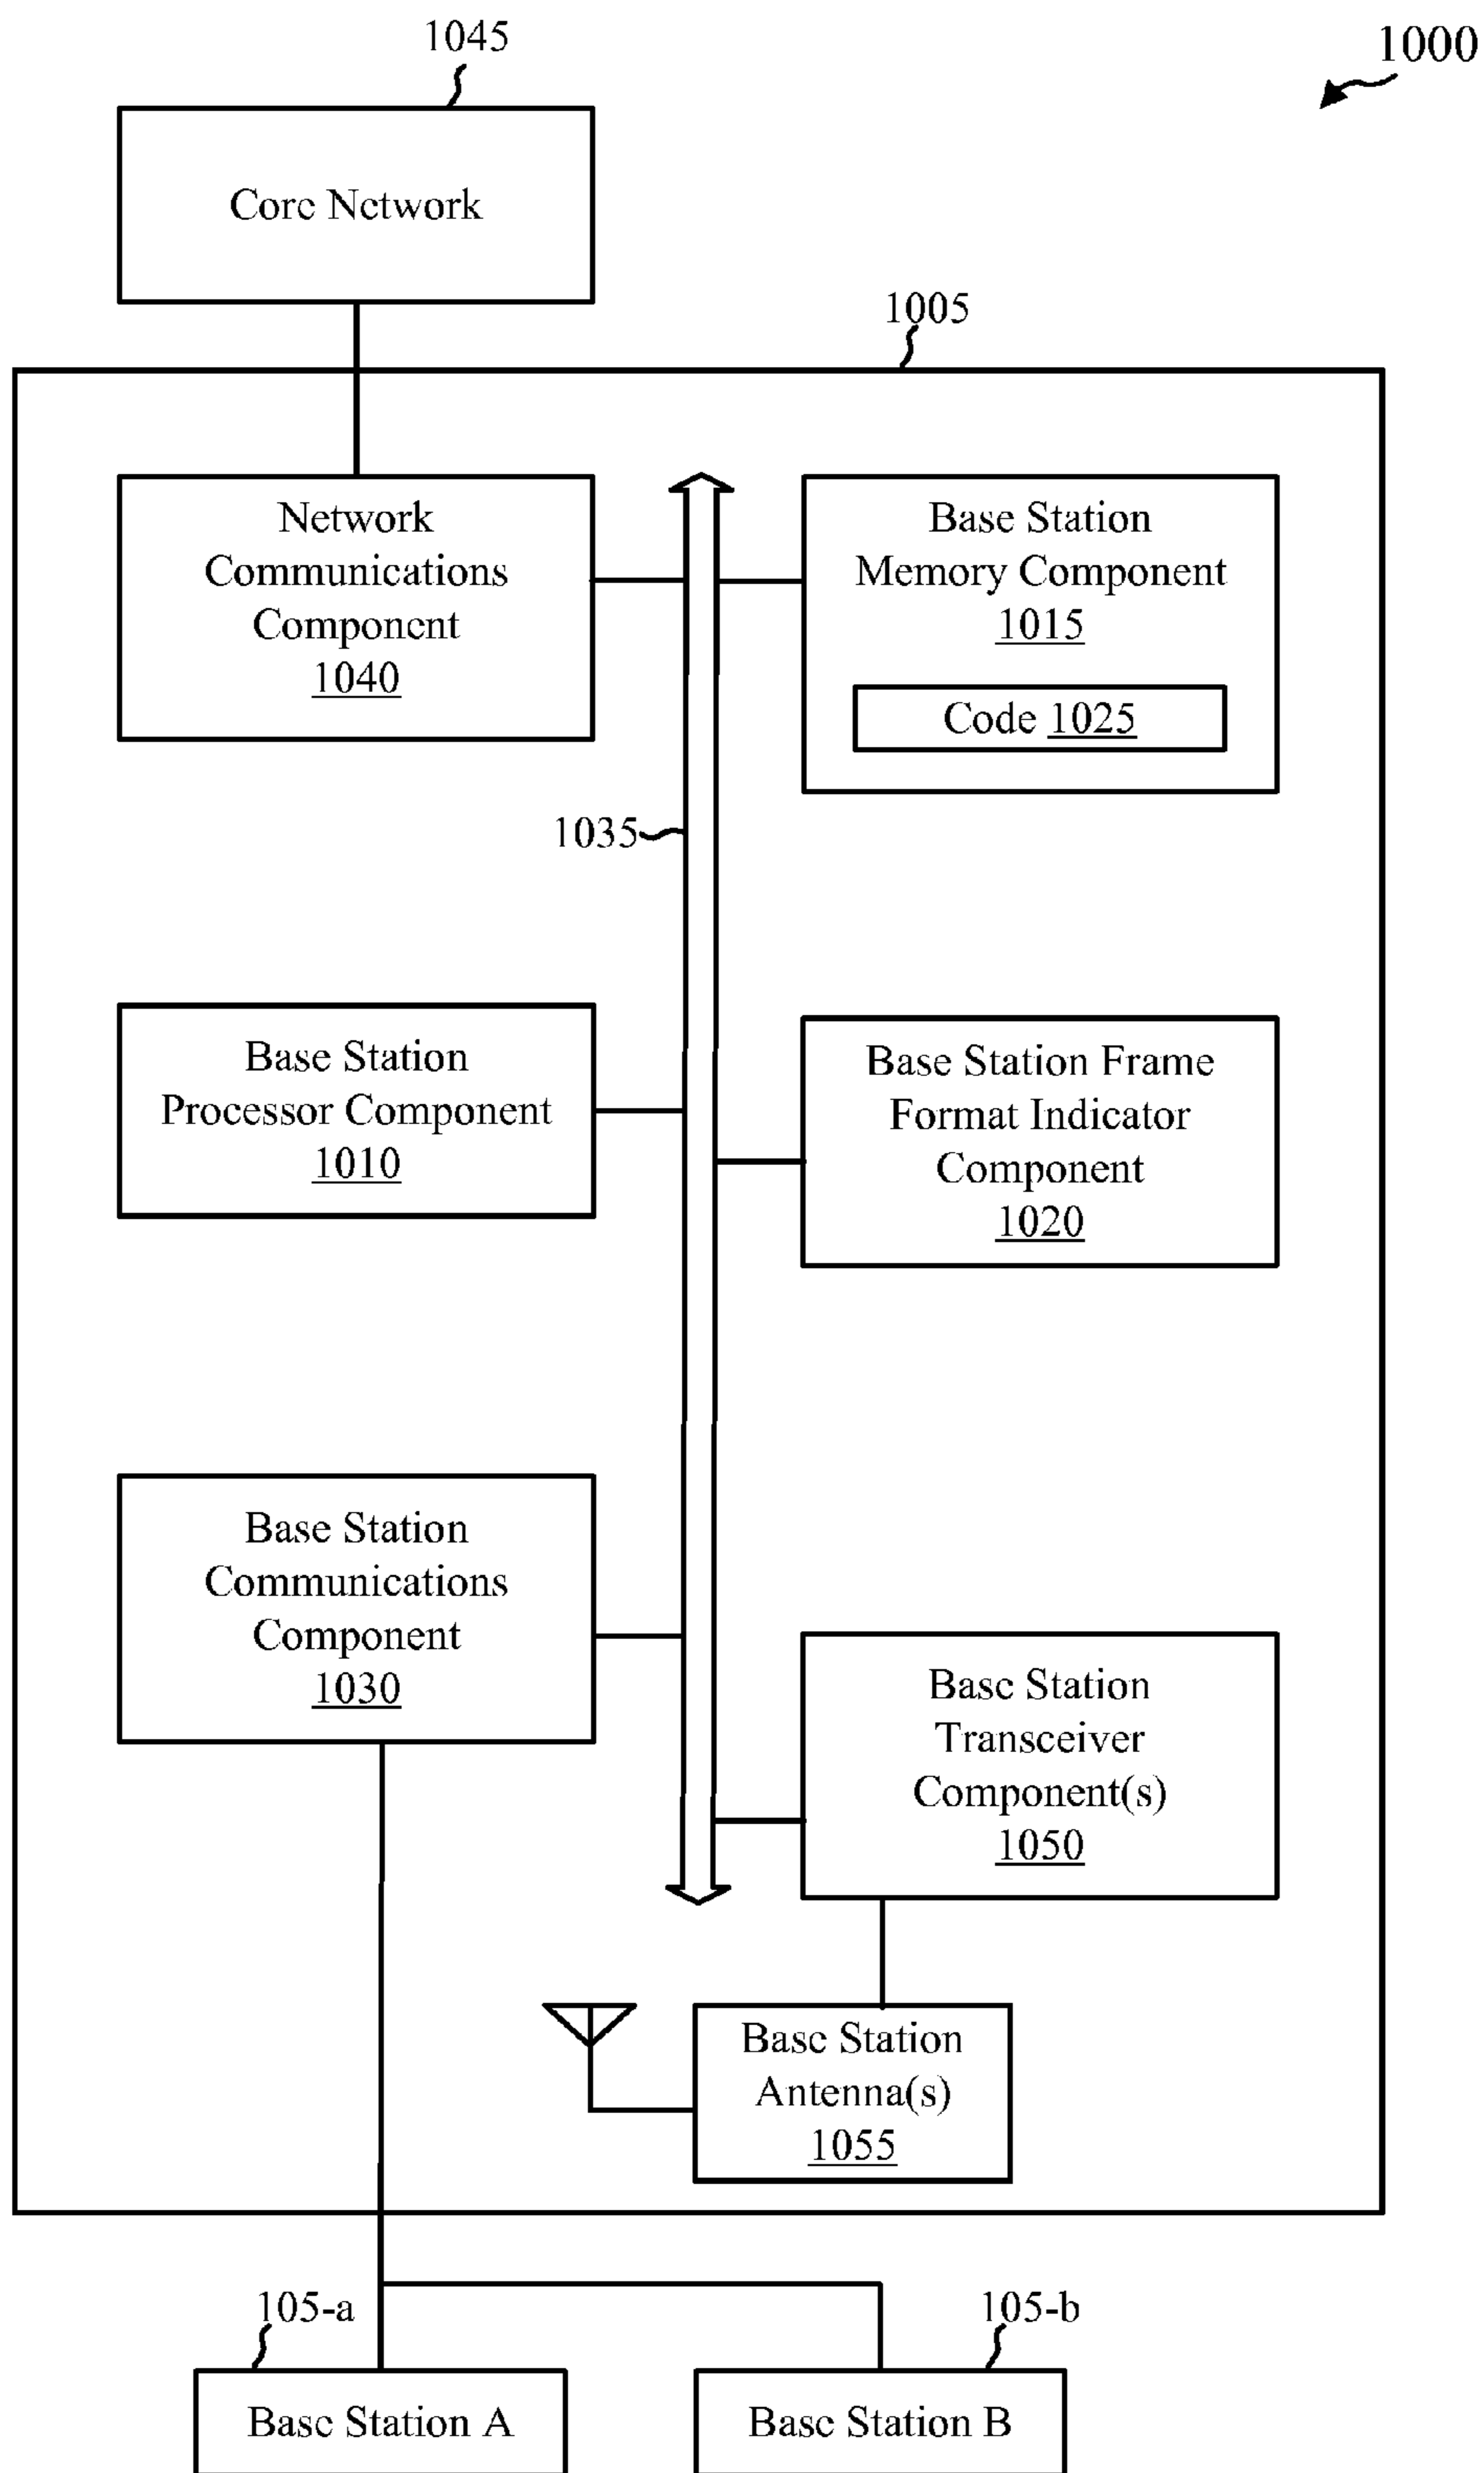 1045
1000
Core Network
1005
Network
Communications
Component
1040
Base Station
Memory Component
1015
Code 1025
1035
Base Station
Processor Component
1010
Base Station Frame
Format Indicator
Component
1020
Base Station
Communications
Component
1030
Base Station
Transceiver
Component(s)
1050
Base Station
Antenna(s)
1055
105-a
105-b
Base Station A
Base Station B